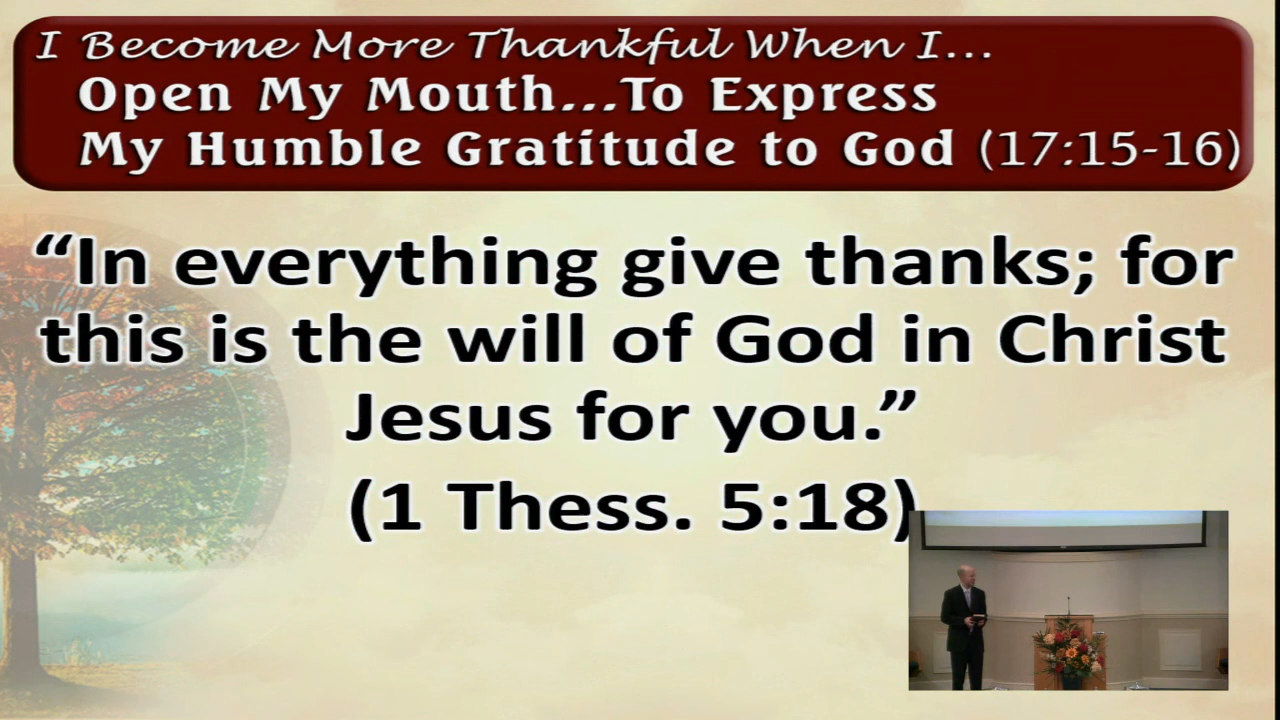 I Become More Thankful When I...
Open My Mouth...To Express
My Humble Gratitude to God (17:15-16)
“In everything give thanks; for
this is the will of God in Christ
Jesus for you.”
(1 Thess. 5:18)